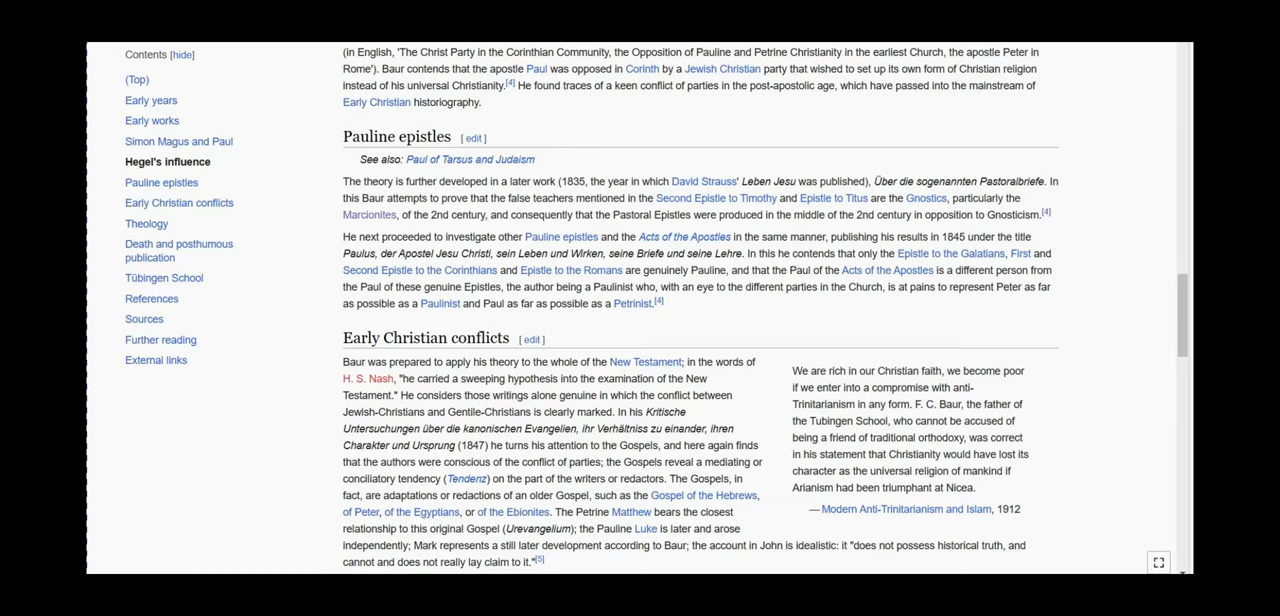 Contents [hide]
(Top)
Early years
Early works
Simon Magus and Paul
Hegel's influence
Pauline epistles
Early Christian conflicts
Theology
Death and posthumous
publication
Tübingen School
References
Sources
Further reading
External links
(in English, 'The Christ Party in the Corinthian Community, the Opposition of Pauline and Petrine Christianity in the earliest Church, the apostle Peter in
Rome'). Baur contends that the apostle Paul was opposed in Corinth by a Jewish Christian party that wished to set up its own form of Christian religion
instead of his universal Christianity.[4] He found traces of a keen conflict of parties in the post-apostolic age, which have passed into the mainstream of
Early Christian historiography.
Pauline epistles [ edit ]
See also: Paul of Tarsus and Judaism
The theory is further developed in a later work (1835, the year in which David Strauss' Leben Jesu was published), Über die sogenannten Pastoralbriefe. In
this Baur attempts to prove that the false teachers mentioned in the Second Epistle to Timothy and Epistle to Titus are the Gnostics, particularly the
Marcionites, of the 2nd century, and consequently that the Pastoral Epistles were produced in the middle of the 2nd century in opposition to Gnosticism.[4]
He next proceeded to investigate other Pauline epistles and the Acts of the Apostles in the same manner, publishing his results in 1845 under the title
Paulus, der Apostel Jesu Christi, sein Leben und Wirken, seine Briefe und seine Lehre. In this he contends that only the Epistle to the Galatians, First and
Second Epistle to the Corinthians and Epistle to the Romans are genuinely Pauline, and that the Paul of the Acts of the Apostles is a different person from
the Paul of these genuine Epistles, the author being a Paulinist who, with an eye to the different parties in the Church, is at pains to represent Peter as far
as possible as a Paulinist and Paul as far as possible as a Petrinist.[4]
Early Christian conflicts [ edit ]
Baur was prepared to apply his theory to the whole of the New Testament; in the words of
H. S. Nash, "he carried a sweeping hypothesis into the examination of the New
Testament." He considers those writings alone genuine in which the conflict between
Jewish-Christians and Gentile-Christians is clearly marked. In his Kritische
Untersuchungen über die kanonischen Evangelien, ihr Verhältniss zu einander, ihren
Charakter und Ursprung (1847) he turns his attention to the Gospels, and here again finds
that the authors were conscious of the conflict of parties; the Gospels reveal a mediating or
conciliatory tendency (Tendenz) on the part of the writers or redactors. The Gospels, in
fact, are adaptations or redactions of an older Gospel, such as the Gospel of the Hebrews,
of Peter, of the Egyptians, or of the Ebionites. The Petrine Matthew bears the closest
relationship to this original Gospel (Urevangelium); the Pauline Luke is later and arose
independently; Mark represents a still later development according to Baur; the account in John is idealistic: it "does not possess historical truth, and
cannot and does not really lay claim to it."[5]
We are rich in our Christian faith, we become poor
if we enter into a compromise with anti-
Trinitarianism in any form. F. C. Baur, the father of
the Tubingen School, who cannot be accused of
being a friend of traditional orthodoxy, was correct
in his statement that Christianity would have lost its
character as the universal religion of mankind if
Arianism had been triumphant at Nicea.
— Modern Anti-Trinitarianism and Islam, 1912